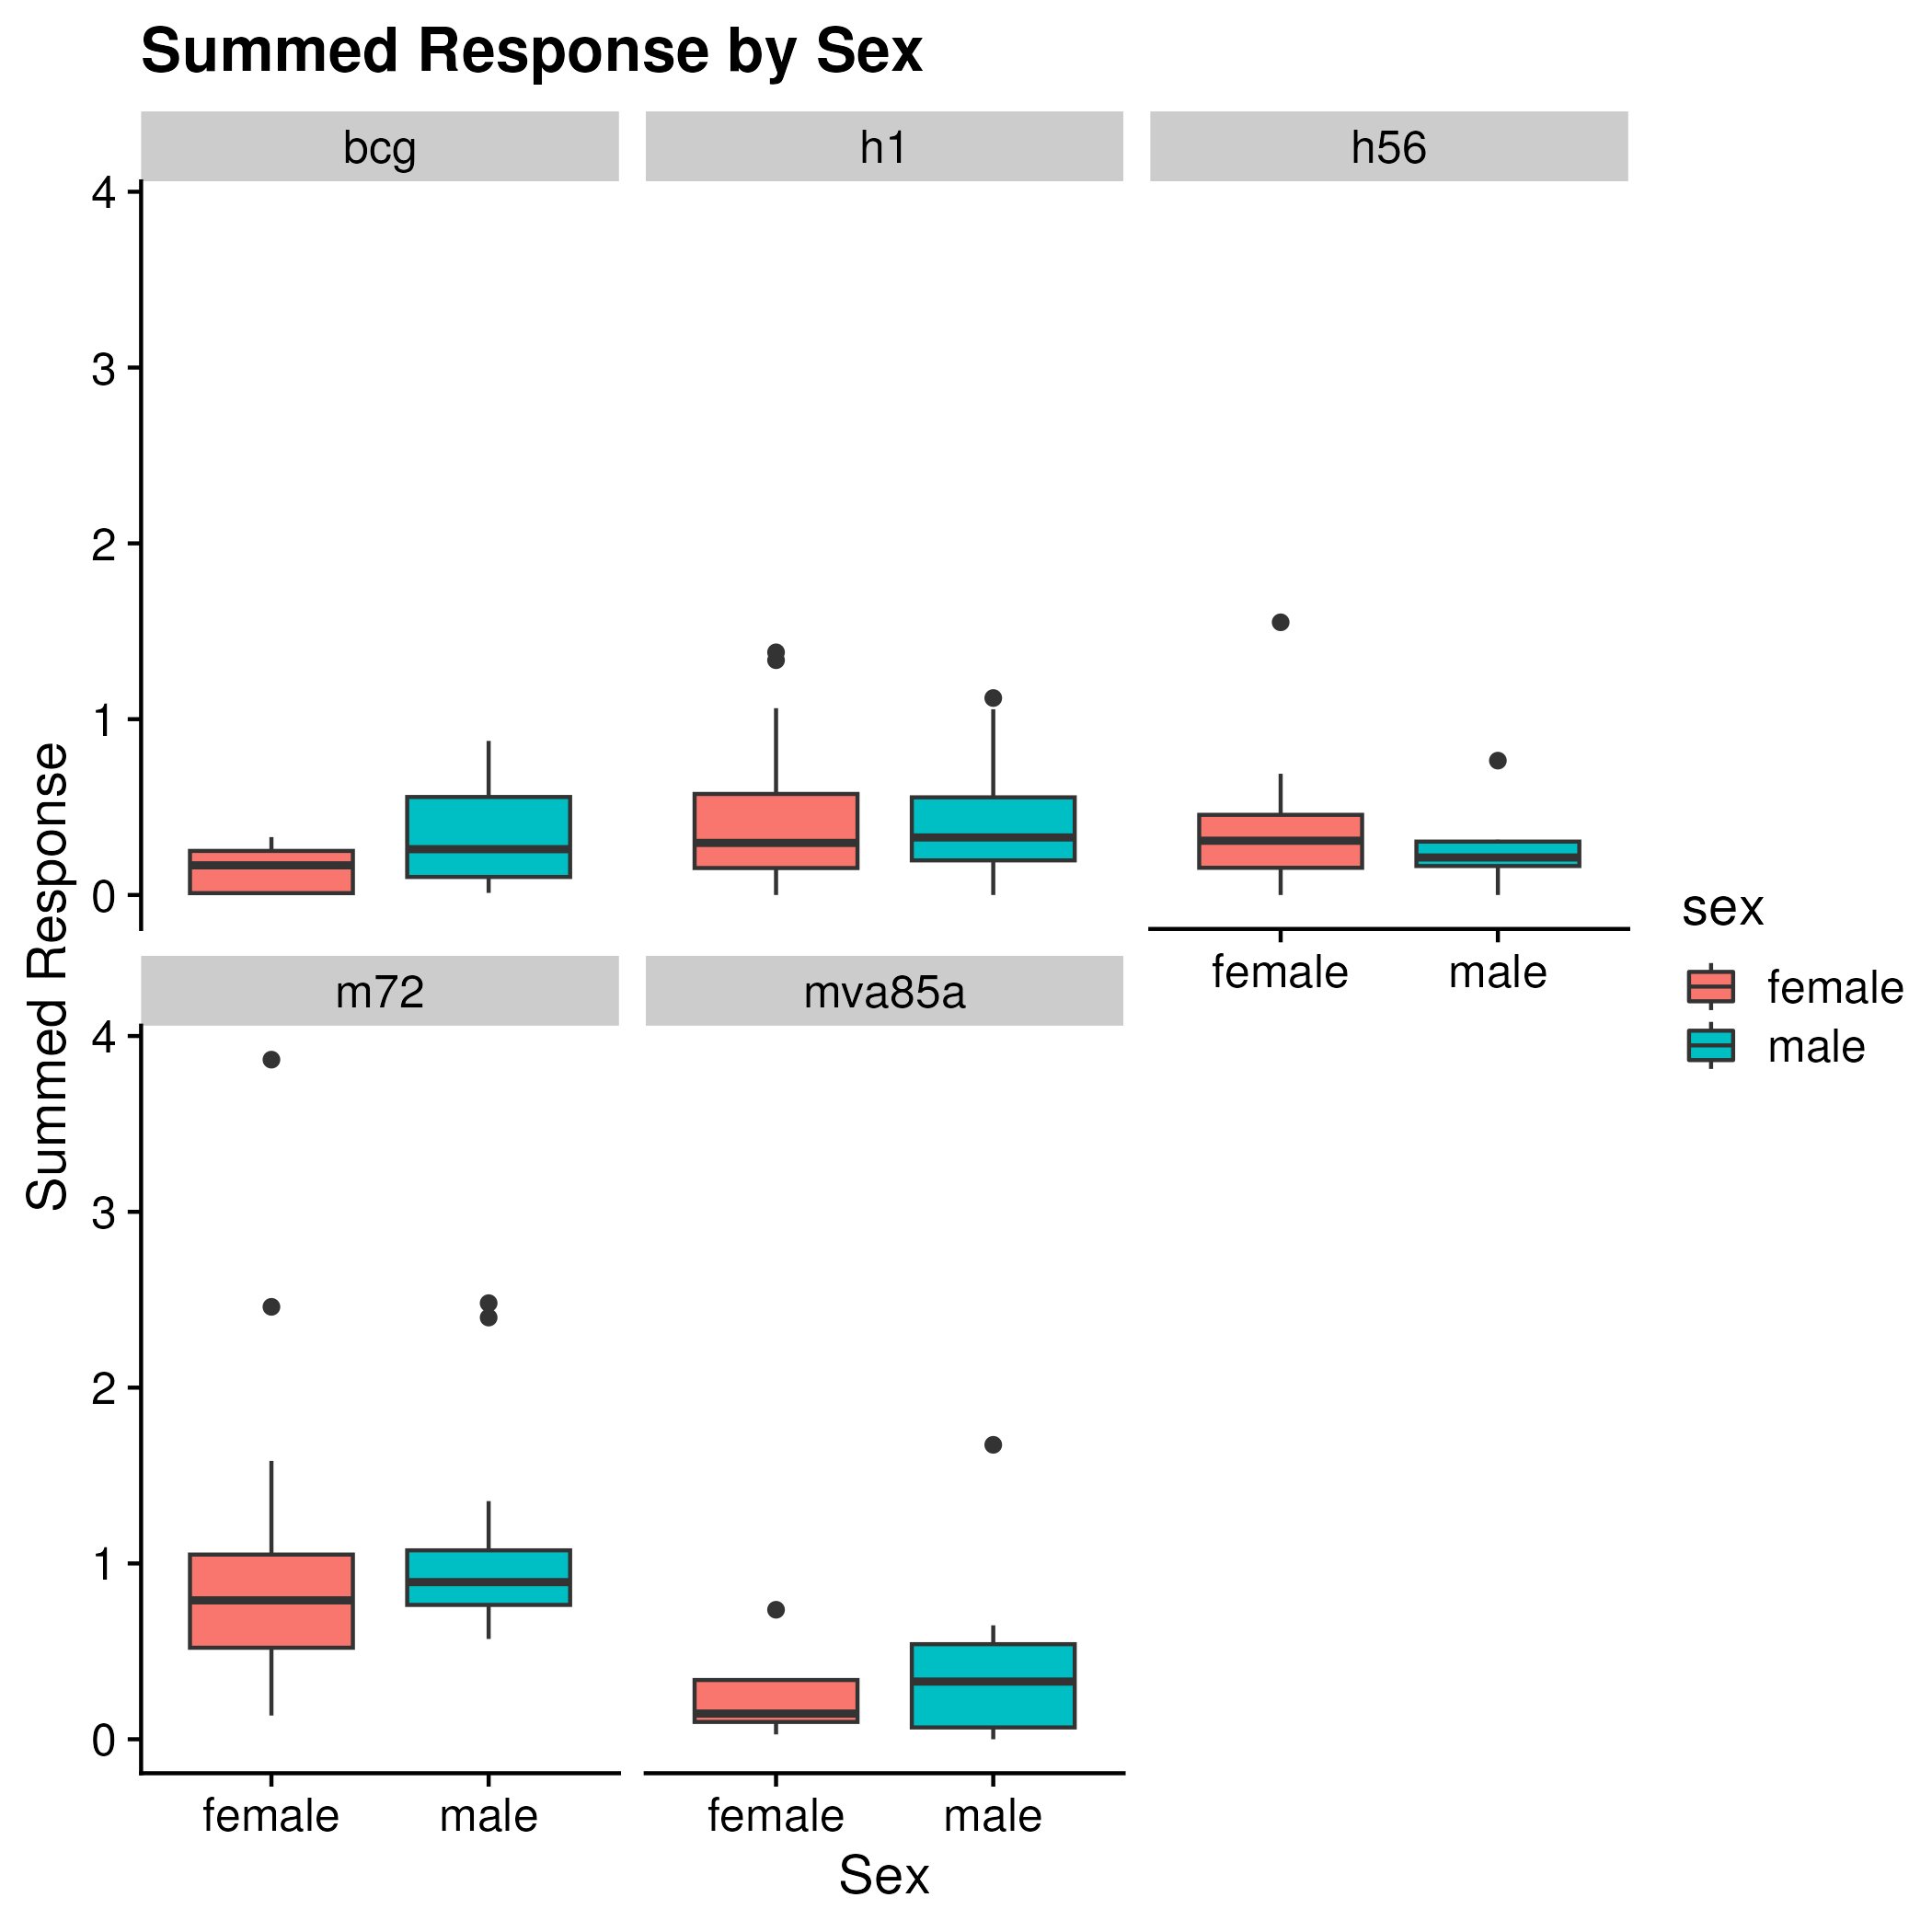 Summed Response by Sex
bcg h1 h56
4
3
2
1
0
female male
m72 mva85a
4
3
2
1
0
female male female male
Sex
Summed Response
sex
female
male